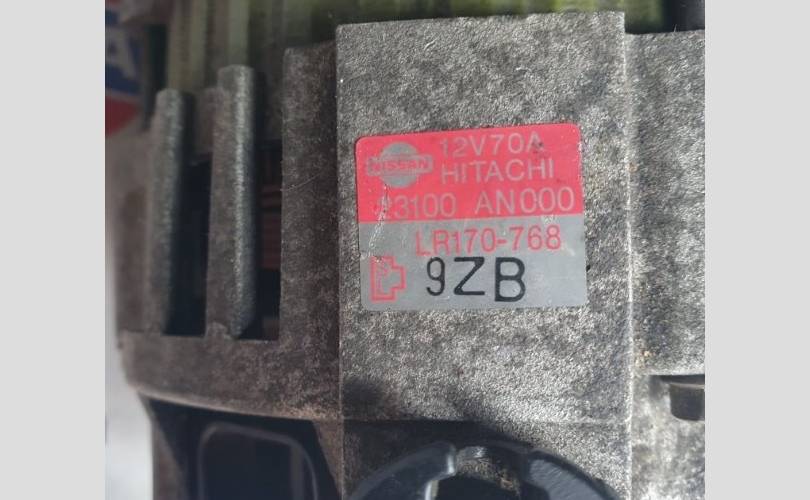 12V70A
NISSAN HITACHI
23100 AN000
LR170-768
9ZB